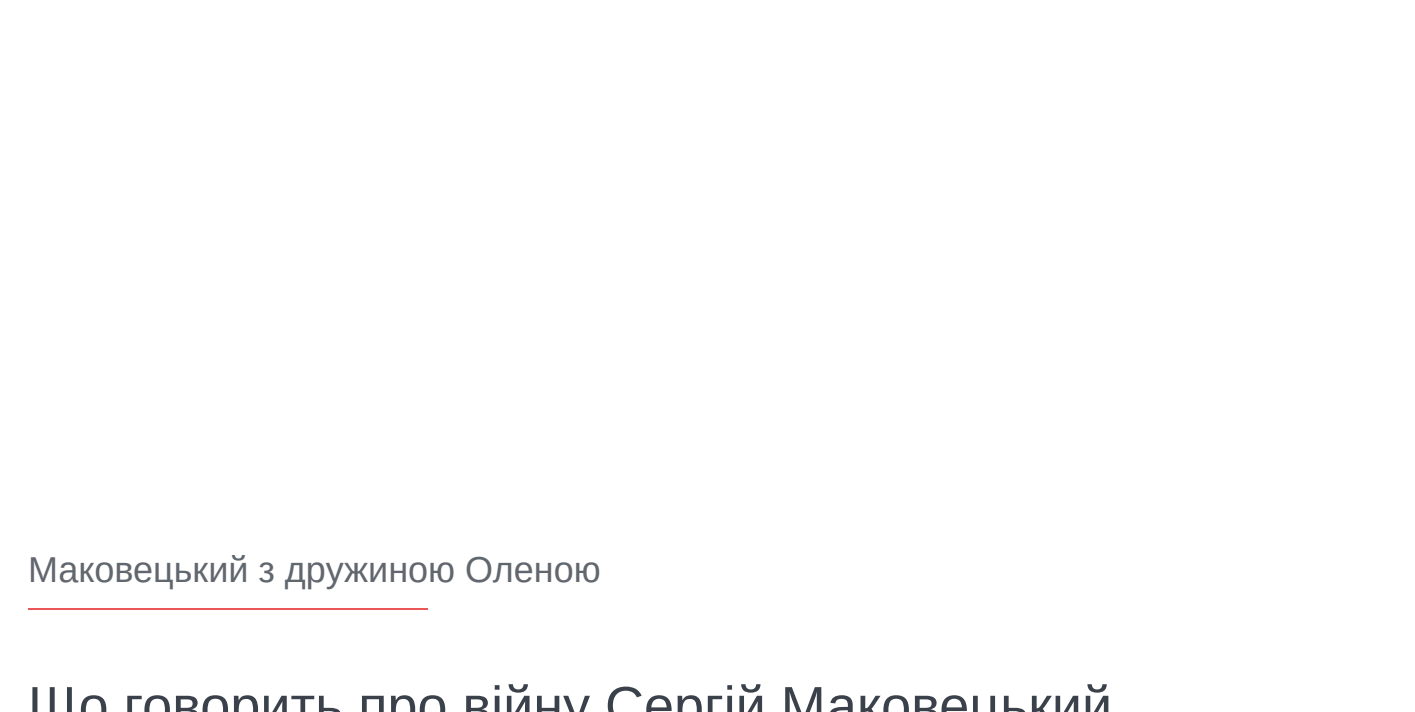 Маковецький з дружиною Оленою
Що говорить про війну Сергій Маковецький